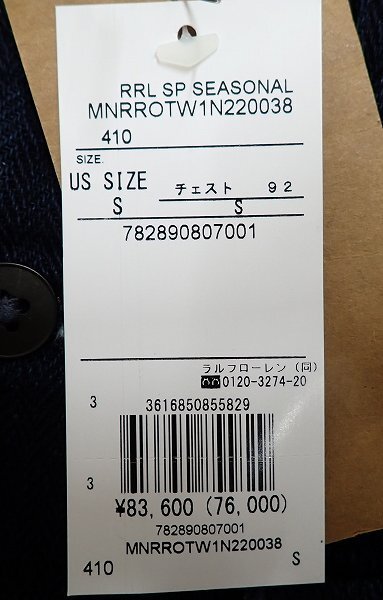 RRL SP SEASONAL
MNRROTW1N220038
410
SIZE.
US SIZE チェスト 92
S S
782890807001
ラルフローレン (同)
0120-3274-20
3 3616850855829
3
¥83,600 (76,000)
782890807001
MNRROTW1N220038
410 S